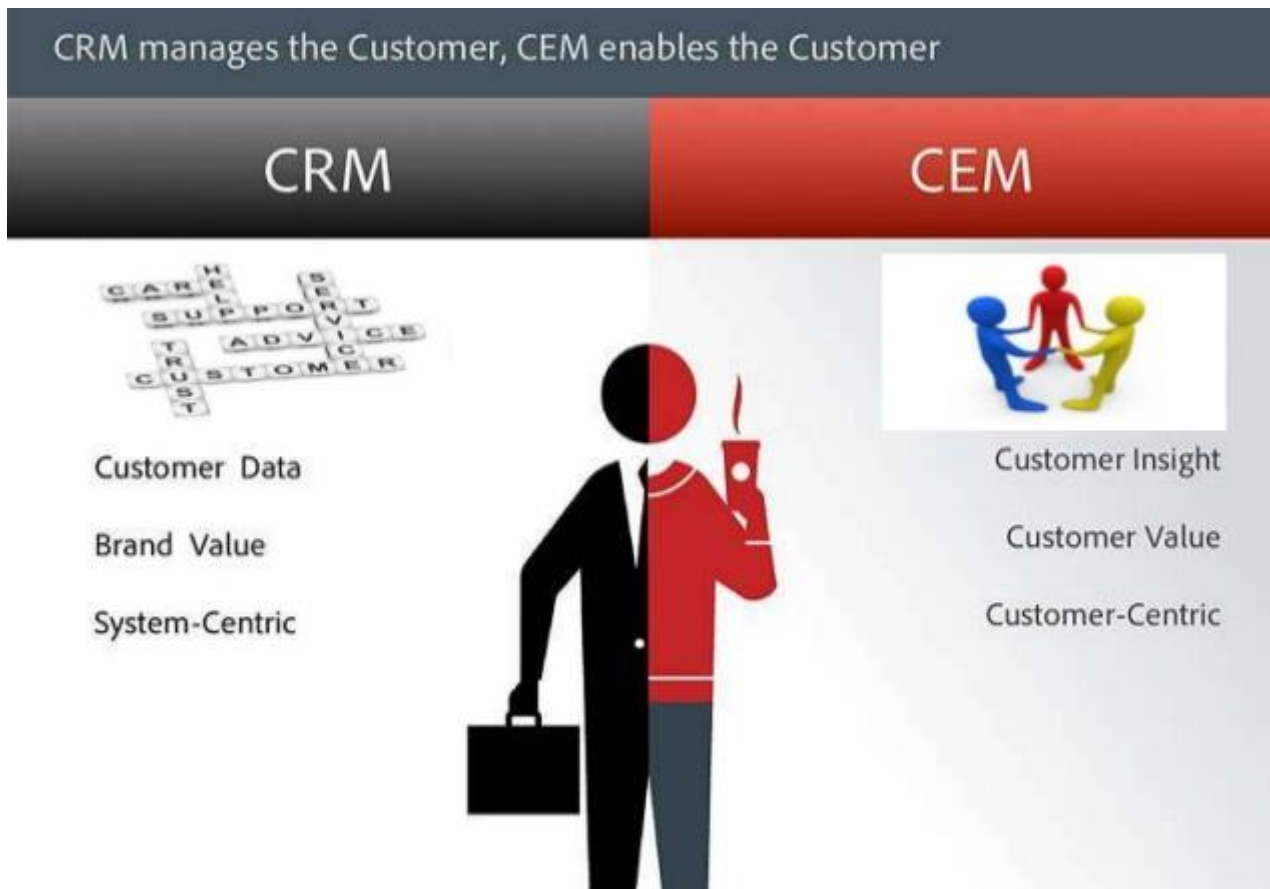 CRM manages the Customer, CEM enables the Customer
CRM
CEM
CARE
HELP
SUPPORT
SERVICE
ADVICE
TRUST
CUSTOMER
Customer Data
Brand Value
System-Centric
Customer Insight
Customer Value
Customer-Centric